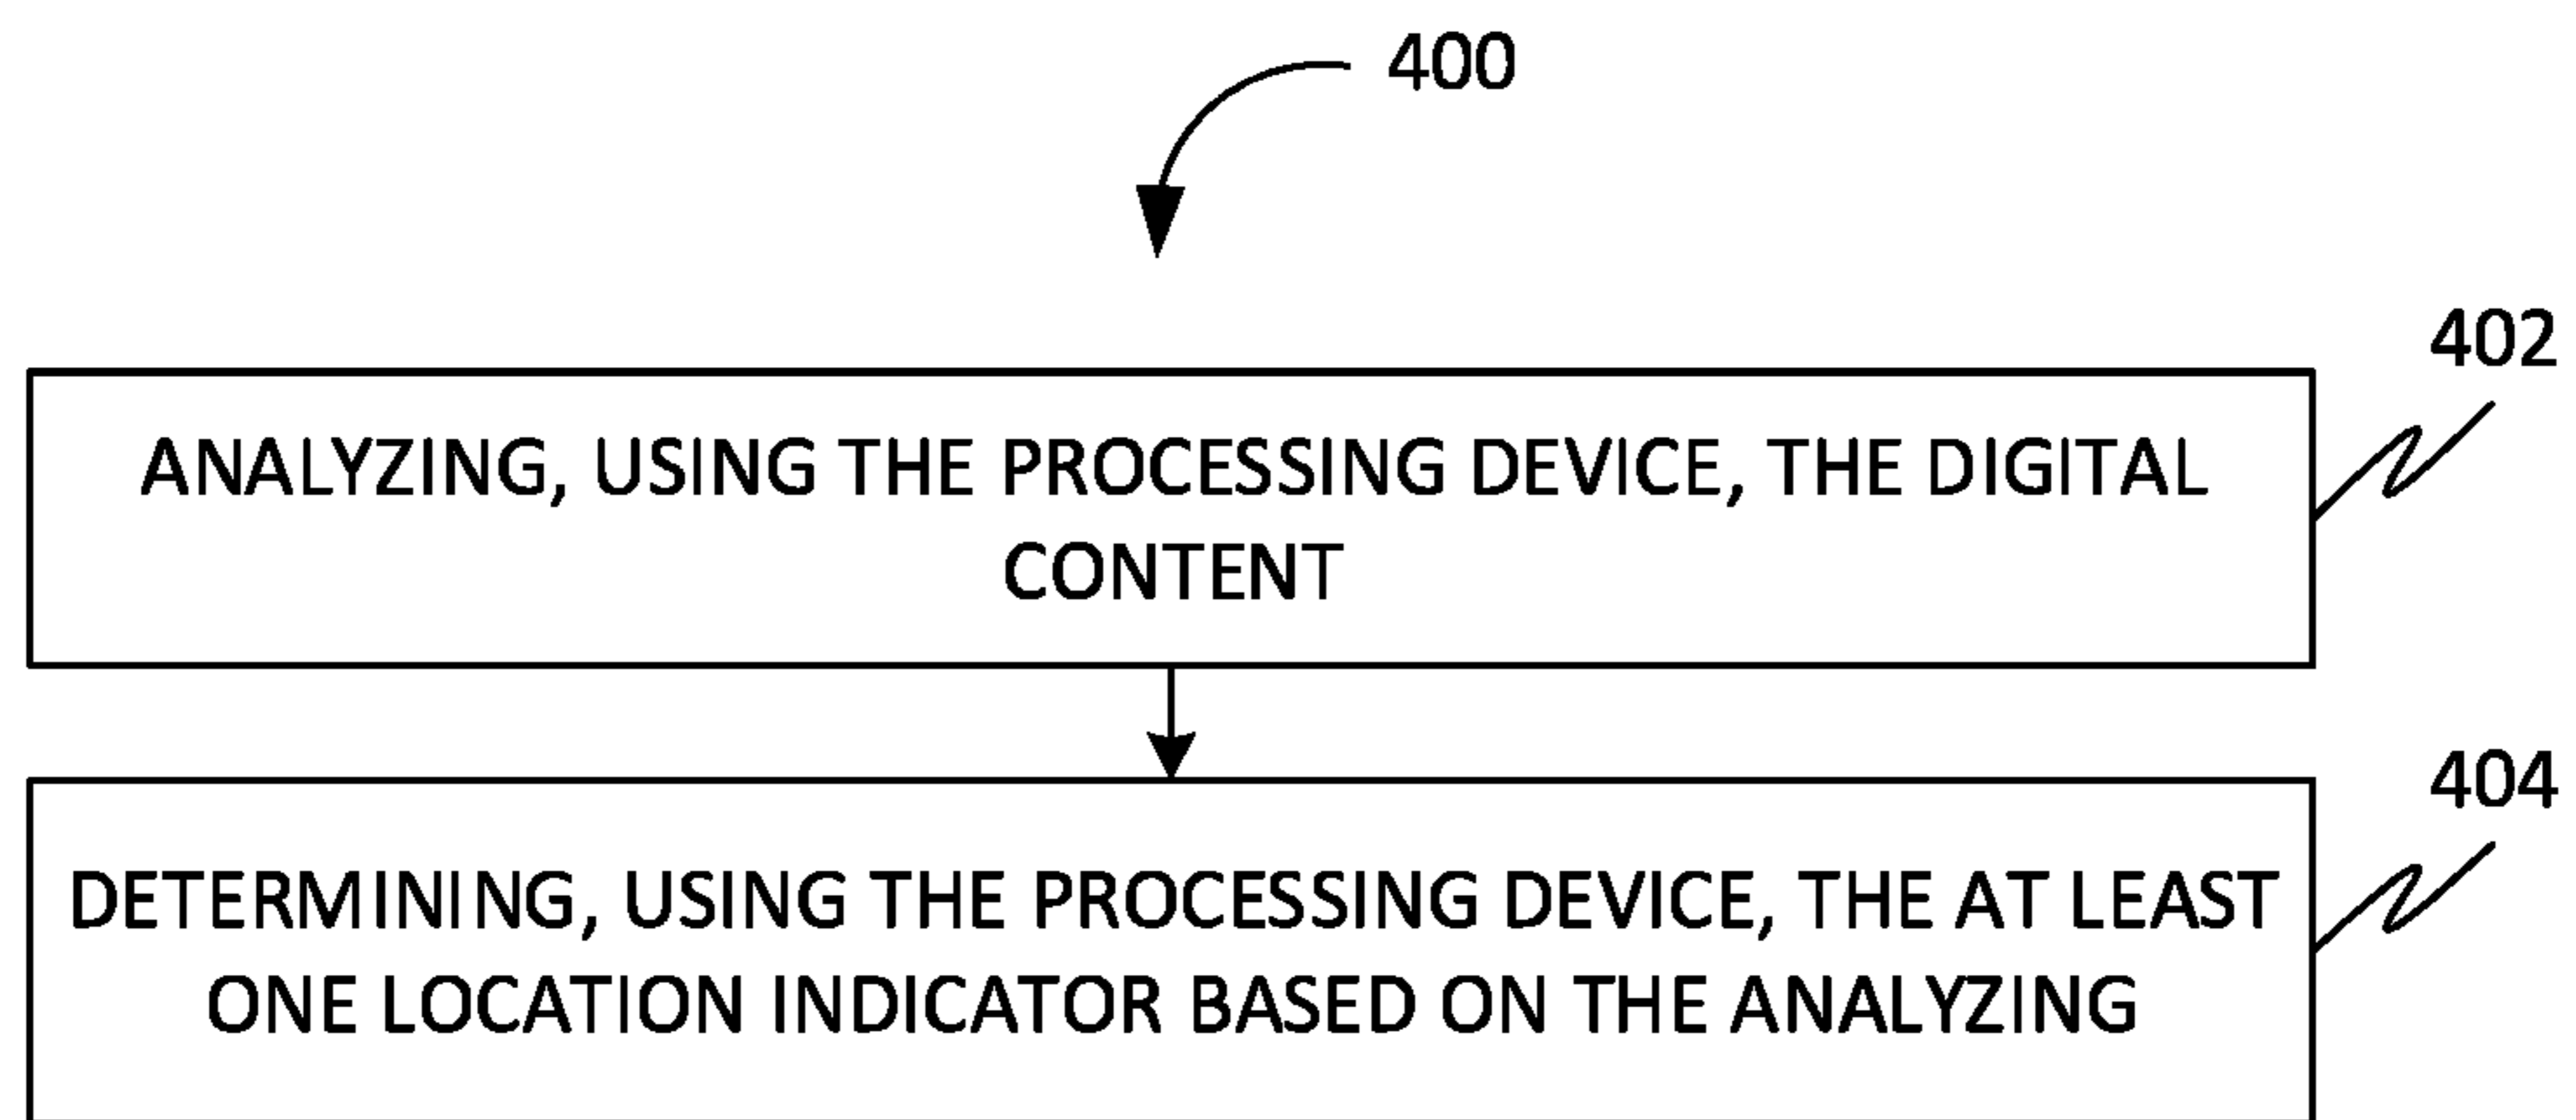 400
402
ANALYZING, USING THE PROCESSING DEVICE, THE DIGITAL
CONTENT
404
DETERMINING, USING THE PROCESSING DEVICE, THE AT LEAST
ONE LOCATION INDICATOR BASED ON THE ANALYZING